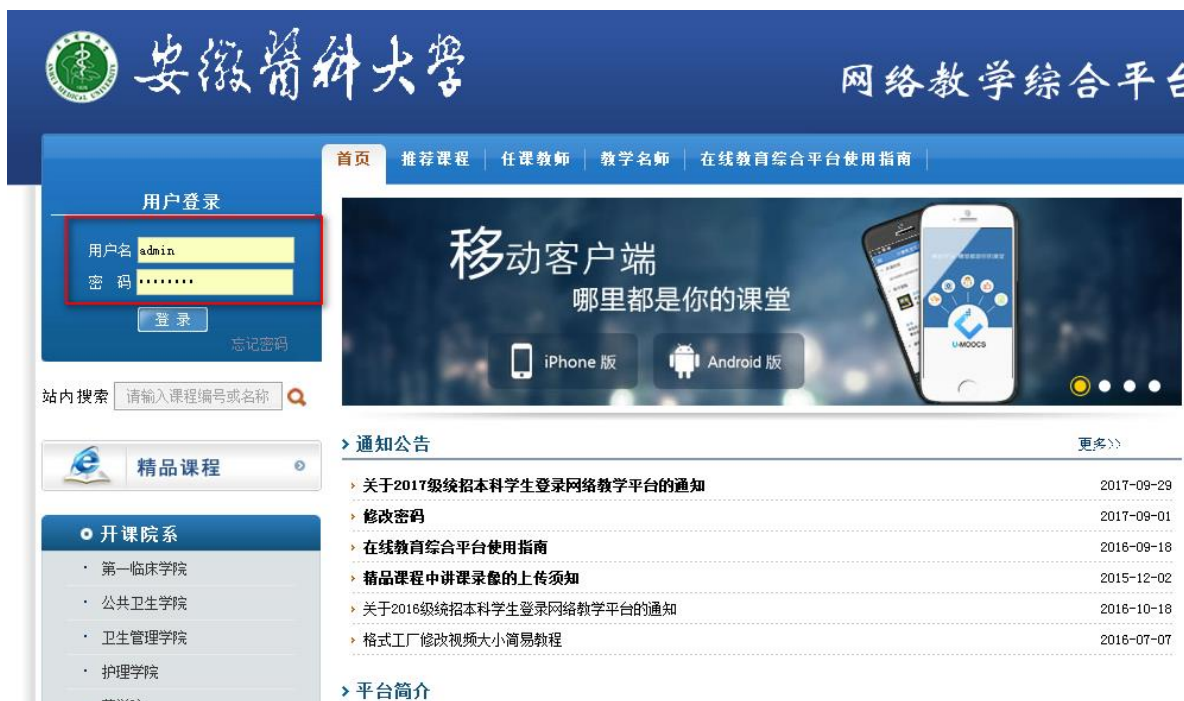 安徽醫科大學
网络教学综合平台
首页 推荐课程 任课教师 教学名师 在线教育综合平台使用指南
用户登录
用户名 admin
密 码 ••••••••
登 录
忘记密码
移动客户端
哪里都是你的课堂
iPhone 版 Android 版
U-MOOCS
站内搜索 请输入课程编号或名称
精品课程
开课院系
第一临床学院
公共卫生学院
卫生管理学院
护理学院
通知公告 更多>>
关于2017级统招本科学生登录网络教学平台的通知 2017-09-29
修改密码 2017-09-01
在线教育综合平台使用指南 2016-09-18
精品课程中讲课录像的上传须知 2015-12-02
关于2016级统招本科学生登录网络教学平台的通知 2016-10-18
格式工厂修改视频大小简易教程 2016-07-07
平台简介